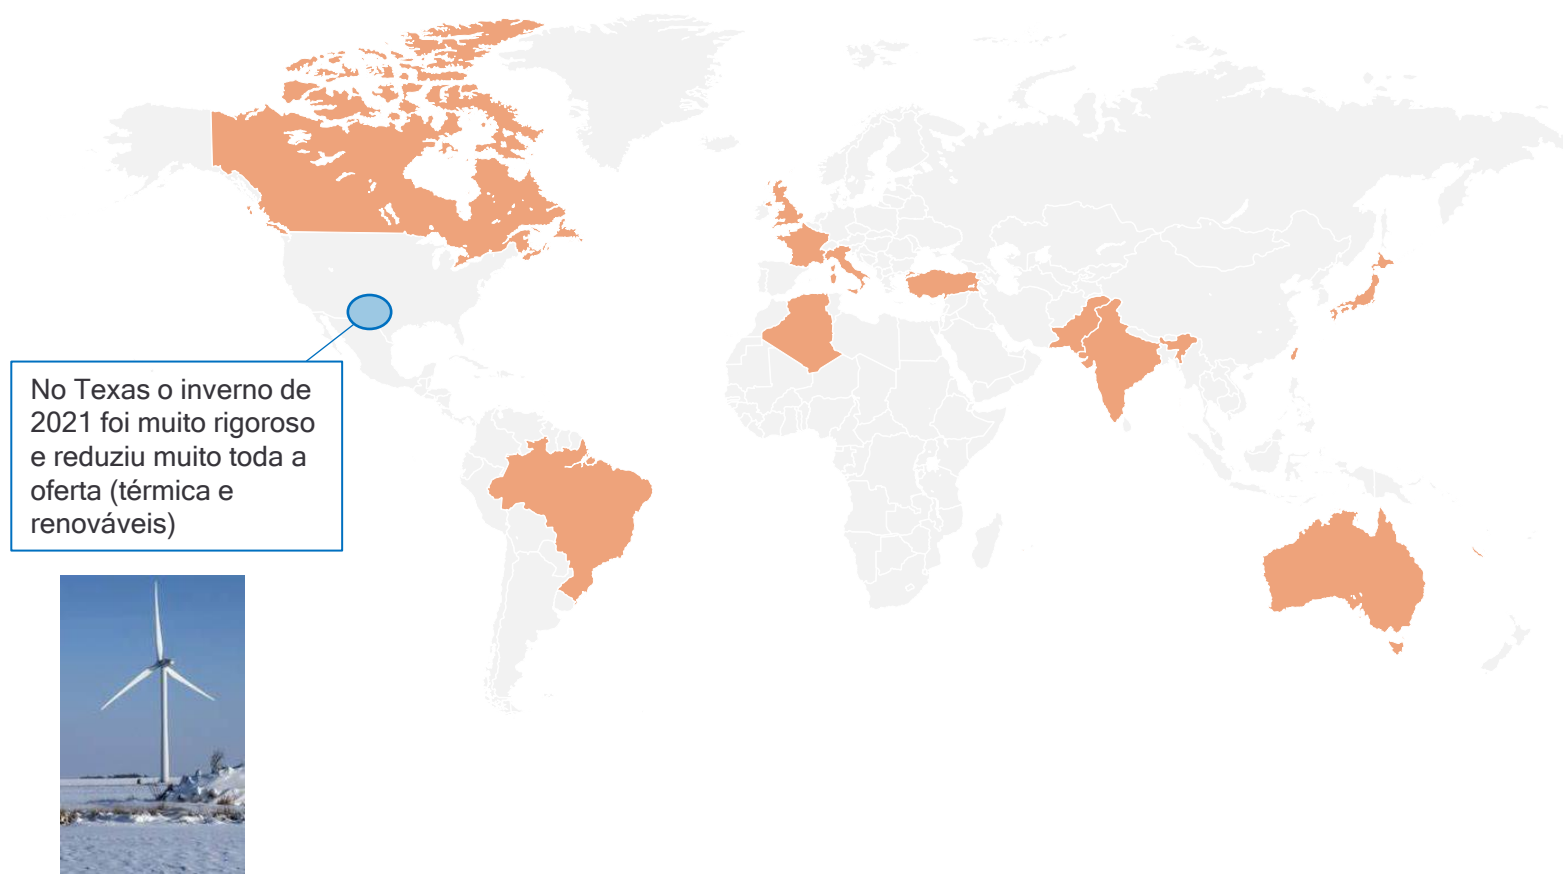 No Texas o inverno de
2021 foi muito rigoroso
e reduziu muito toda a
oferta (térmica e
renováveis)